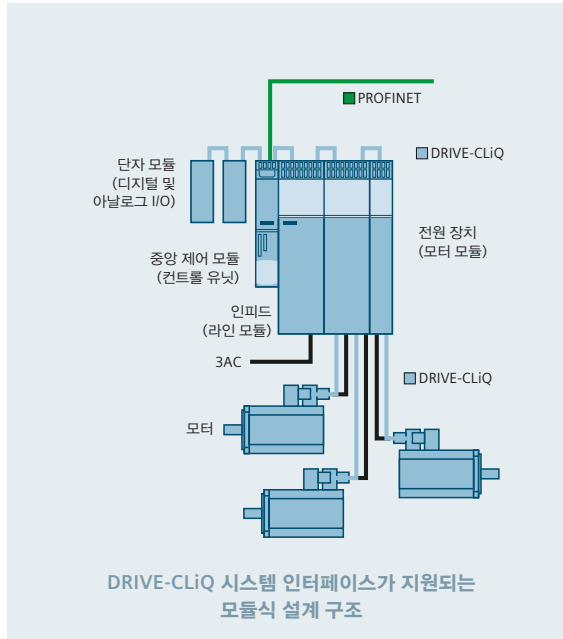 PROFINET
DRIVE-CLiQ
단자 모듈
(디지털 및
아날로그 I/O)
전원 장치
(모터 모듈)
중앙 제어 모듈
(컨트롤 유닛)
인피드
(라인 모듈)
3AC
DRIVE-CLiQ
모터
DRIVE-CLiQ 시스템 인터페이스가 지원되는
모듈식 설계 구조